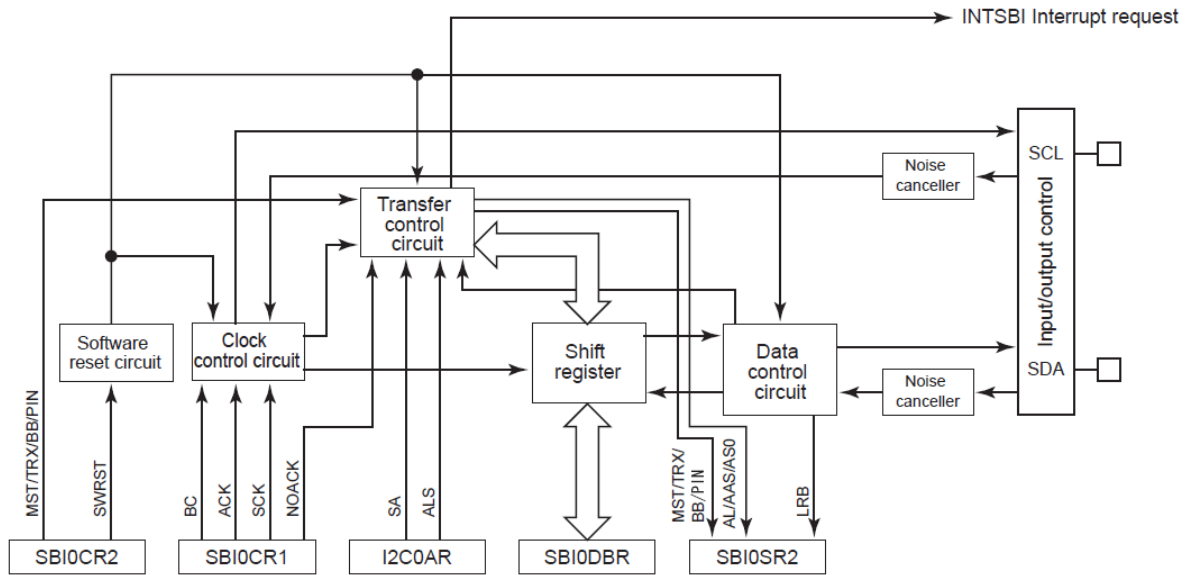 INTSBI Interrupt request
SCL
Input/output control
SDA
Noise
canceller
Transfer
control
circuit
Software
reset circuit
Clock
control circuit
Shift
register
Data
control
circuit
Noise
canceller
MST/TRX/BB/PIN
SWRST
BC
ACK
SCK
NOACK
SA
ALS
MST/TRX/
BB/PIN
AL/AAS/AS0
LRB
SBI0CR2
SBI0CR1
I2C0AR
SBI0DBR
SBI0SR2